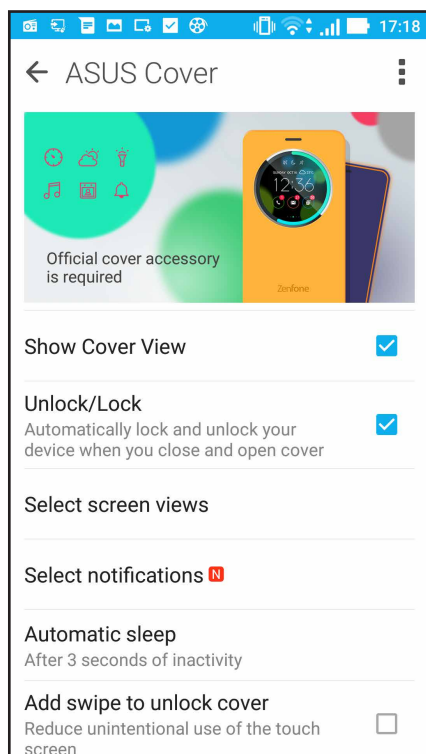 17:18
ASUS Cover
12:36
Official cover accessory
is required
Zenfone
Show Cover View
Unlock/Lock
Automatically lock and unlock your
device when you close and open cover
Select screen views
Select notifications N
Automatic sleep
After 3 seconds of inactivity
Add swipe to unlock cover
Reduce unintentional use of the touch
screen